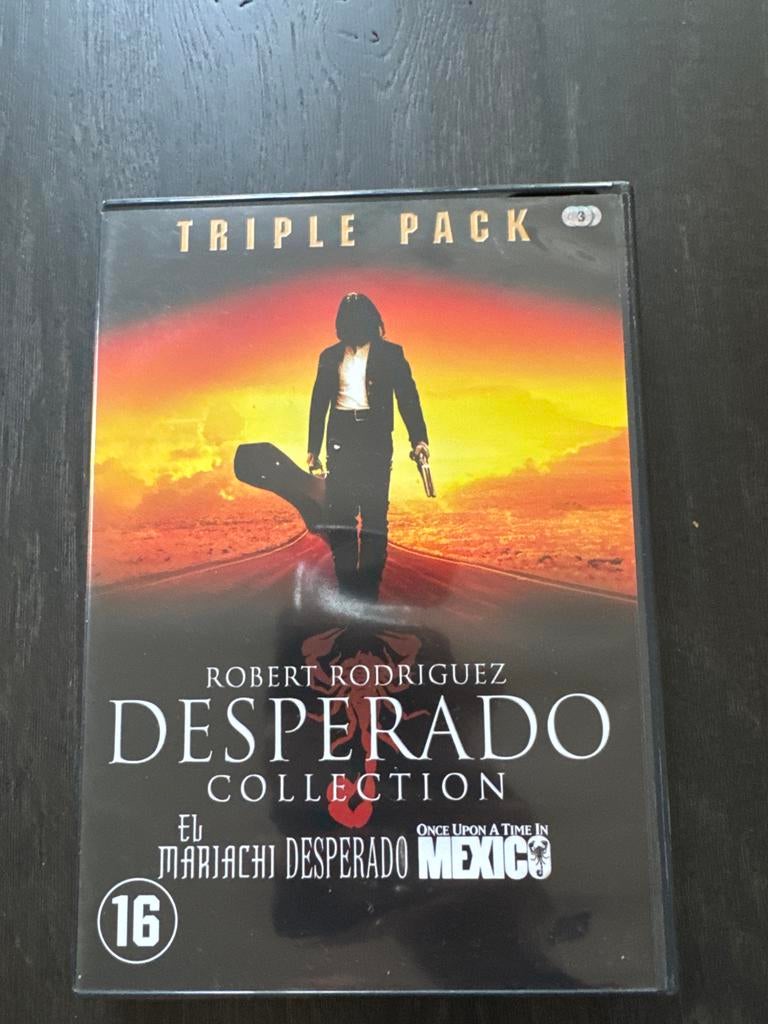 TRIPLE PACK
3
ROBERT RODRIGUEZ
DESPERADO
COLLECTION
EL
MARIACHI DESPERADO ONCE UPON A TIME IN
MEXICO
16